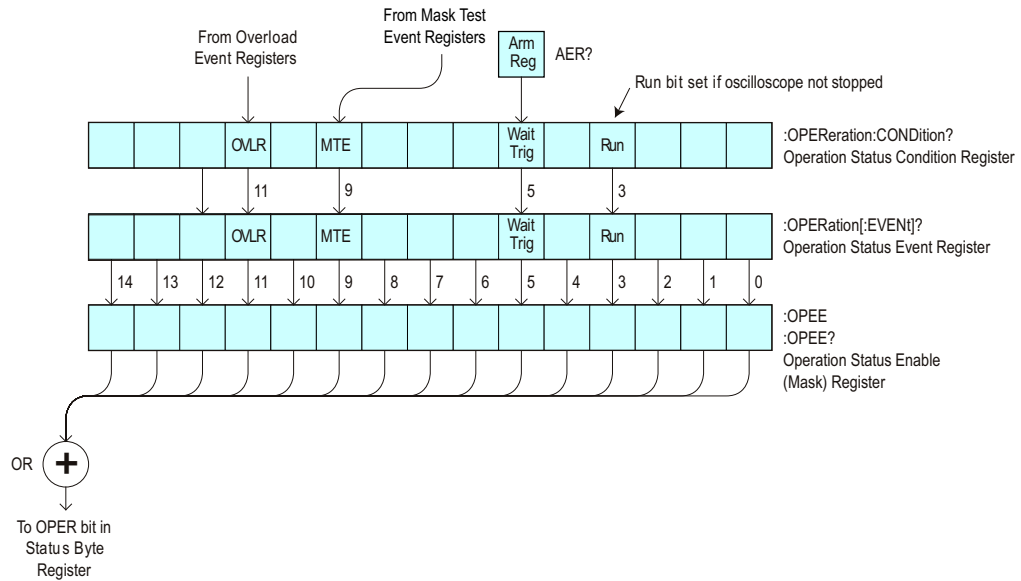 From Mask Test
Event Registers
From Overload
Event Registers
Arm
Reg
AER?
Run bit set if oscilloscope not stopped
OVLR
MTE
Wait
Trig
Run
:OPEReration:CONDition?
Operation Status Condition Register
11
9
5
3
OVLR
MTE
Wait
Trig
Run
:OPERation[:EVENt]?
Operation Status Event Register
14
13
12
11
10
9
8
7
6
5
4
3
2
1
0
:OPEE
:OPEE?
Operation Status Enable
(Mask) Register
OR
+
To OPER bit in
Status Byte
Register